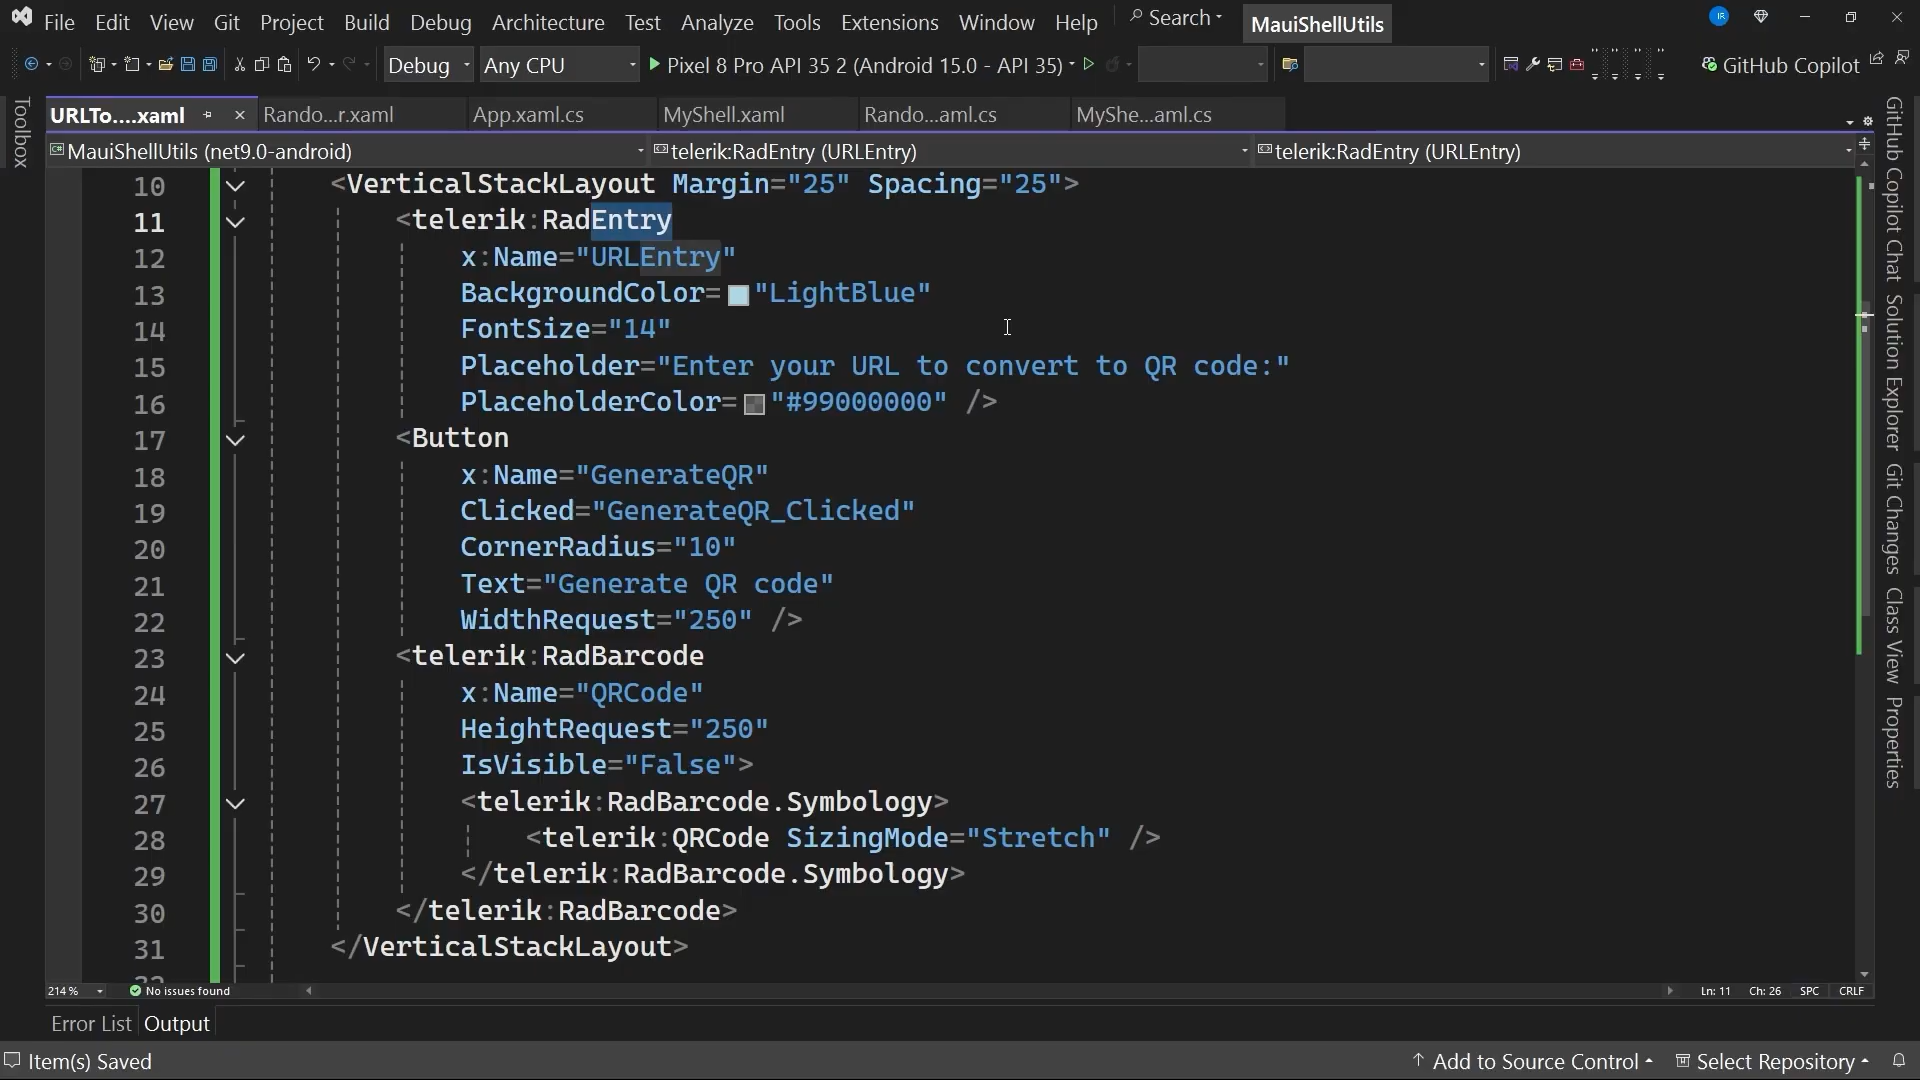 File Edit View Git Project Build Debug Architecture Test Analyze Tools Extensions Window Help Search MauiShellUtils IR
Debug Any CPU Pixel 8 Pro API 35 2 (Android 15.0 - API 35) GitHub Copilot
URLTo....xaml Rando...r.xaml App.xaml.cs MyShell.xaml Rando...aml.cs MyShe...aml.cs
MauiShellUtils (net9.0-android) telerik:RadEntry (URLEntry) telerik:RadEntry (URLEntry)
Toolbox
10 <VerticalStackLayout Margin="25" Spacing="25">
11 <telerik:RadEntry
12 x:Name="URLEntry"
13 BackgroundColor="LightBlue"
14 FontSize="14"
15 Placeholder="Enter your URL to convert to QR code:"
16 PlaceholderColor="#99000000" />
17 <Button
18 x:Name="GenerateQR"
19 Clicked="GenerateQR_Clicked"
20 CornerRadius="10"
21 Text="Generate QR code"
22 WidthRequest="250" />
23 <telerik:RadBarcode
24 x:Name="QRCode"
25 HeightRequest="250"
26 IsVisible="False">
27 <telerik:RadBarcode.Symbology>
28 <telerik:QRCode SizingMode="Stretch" />
29 </telerik:RadBarcode.Symbology>
30 </telerik:RadBarcode>
31 </VerticalStackLayout>
GitHub Copilot Chat
Solution Explorer
Git Changes
Class View
Properties
214 % No issues found Ln: 11 Ch: 26 SPC CRLF
Error List Output
Item(s) Saved Add to Source Control Select Repository